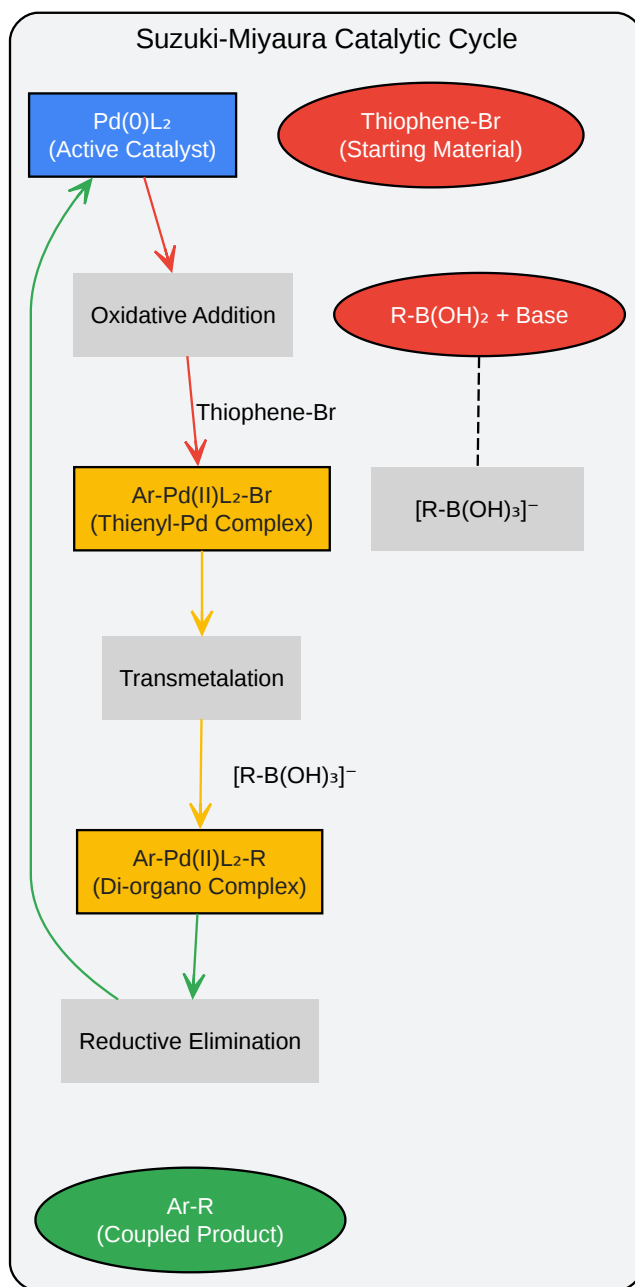 Suzuki-Miyaura Catalytic Cycle
Pd(0)L₂
(Active Catalyst)
Thiophene-Br
(Starting Material)
Oxidative Addition
R-B(OH)₂ + Base
Thiophene-Br
Ar-Pd(II)L₂-Br
(Thienyl-Pd Complex)
[R-B(OH)₃]⁻
Transmetalation
[R-B(OH)₃]⁻
Ar-Pd(II)L₂-R
(Di-organo Complex)
Reductive Elimination
Ar-R
(Coupled Product)